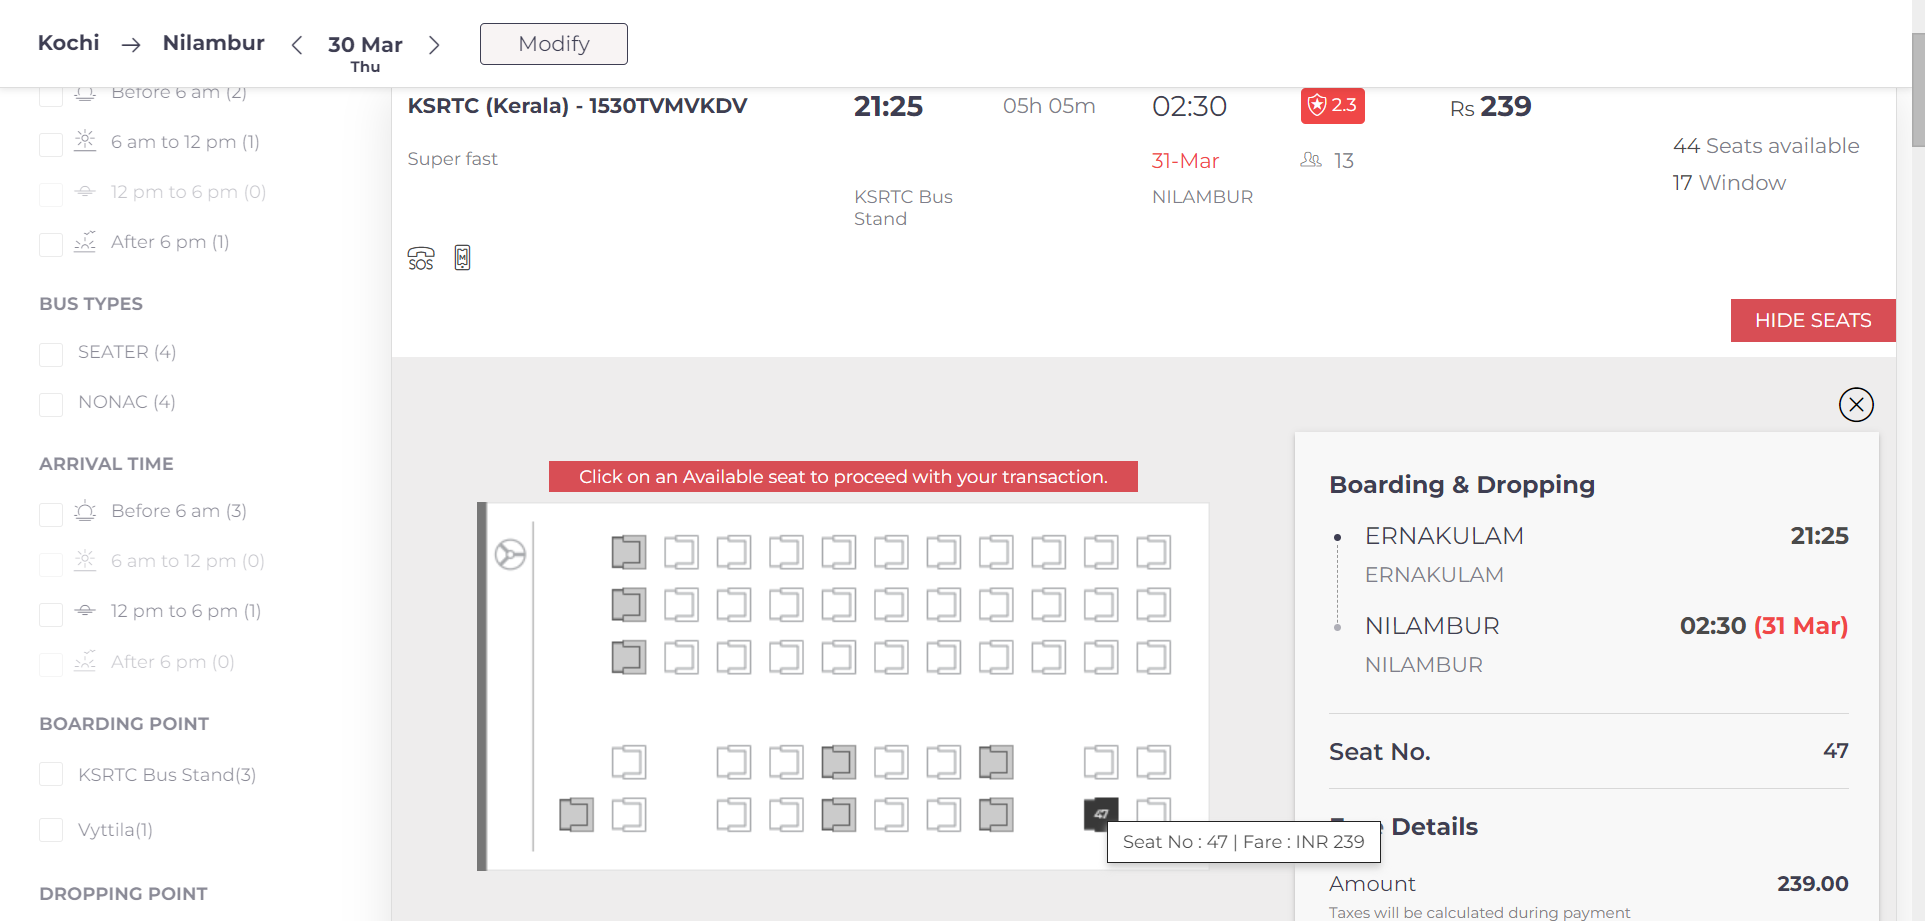 Kochi → Nilambur < 30 Mar > Modify
Thu
Before 6 am (2)
6 am to 12 pm (1)
12 pm to 6 pm (0)
After 6 pm (1)
BUS TYPES
SEATER (4)
NONAC (4)
ARRIVAL TIME
Before 6 am (3)
6 am to 12 pm (0)
12 pm to 6 pm (1)
After 6 pm (0)
BOARDING POINT
KSRTC Bus Stand(3)
Vyttila(1)
DROPPING POINT
KSRTC (Kerala) - 1530TVMVKDV 21:25 05h 05m 02:30 2.3 Rs 239
Super fast
31-Mar
13
44 Seats available
17 Window
KSRTC Bus
Stand
NILAMBUR
SOS
M
HIDE SEATS
Click on an Available seat to proceed with your transaction.
47
Seat No : 47 | Fare : INR 239
Boarding & Dropping
ERNAKULAM 21:25
ERNAKULAM
NILAMBUR 02:30 (31 Mar)
NILAMBUR
Seat No. 47
Details
Amount 239.00
Taxes will be calculated during payment